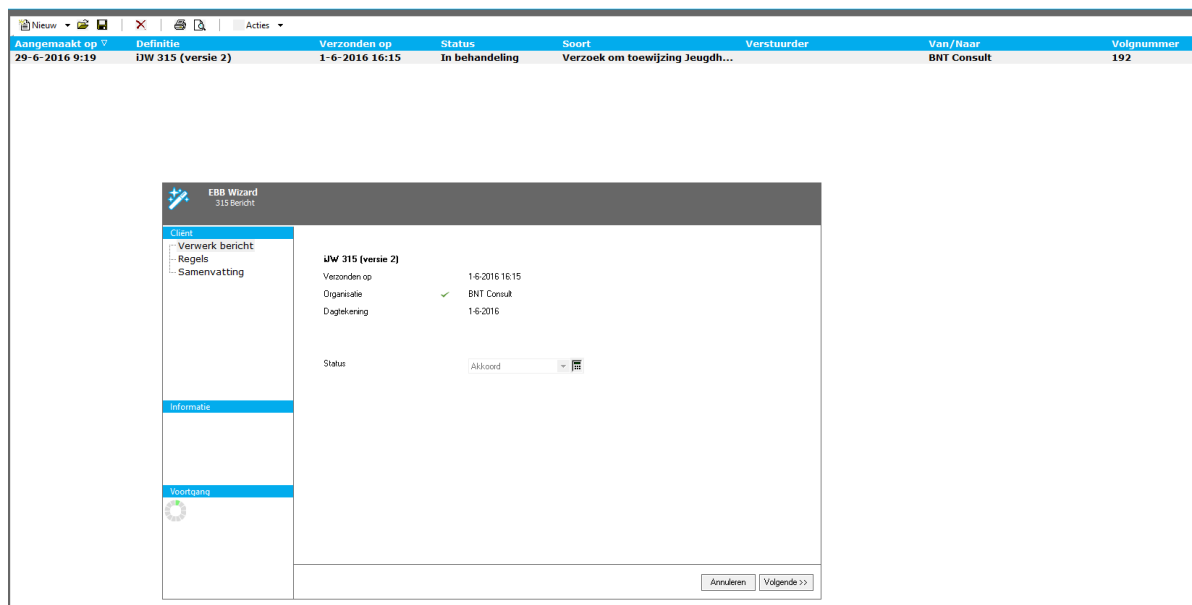 Nieuw Acties
Aangemaakt op Definitie Verzonden op Status Soort Verstuurder Van/Naar Volgnummer
29-6-2016 9:19 iJW 315 (versie 2) 1-6-2016 16:15 In behandeling Verzoek om toewijzing Jeugdh... BNT Consult 192
EBB Wizard
315 Bericht
Cliënt
Verwerk bericht
Regels
Samenvatting
iJW 315 (versie 2)
Verzonden op 1-6-2016 16:15
Organisatie BNT Consult
Dagtekening 1-6-2016
Status Akkoord
Informatie
Voortgang
Annuleren Volgende >>